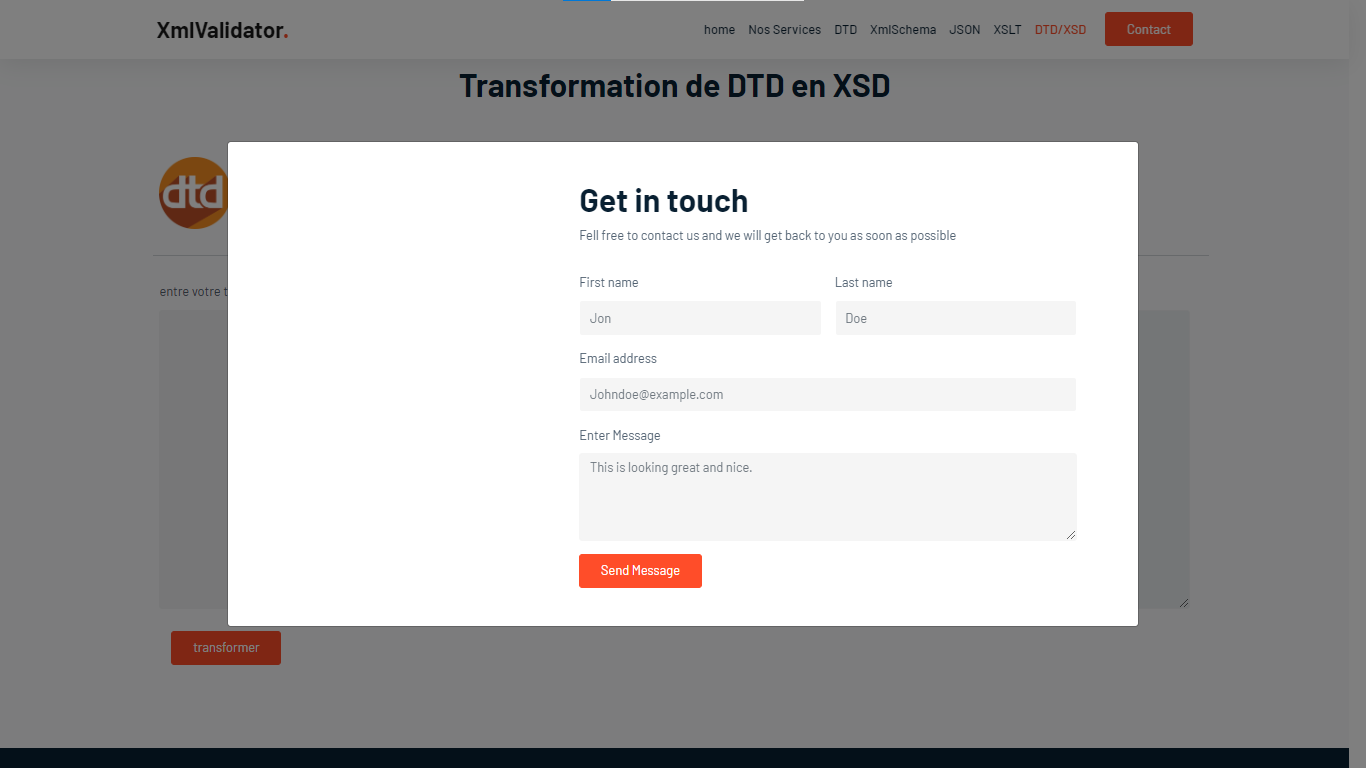 XmlValidator.
home Nos Services DTD XmlSchema JSON XSLT DTD/XSD Contact
Transformation de DTD en XSD
dtd
entre votre
Get in touch
Fell free to contact us and we will get back to you as soon as possible
First name Last name
Jon Doe
Email address
Johndoe@example.com
Enter Message
This is looking great and nice.
Send Message
transformer